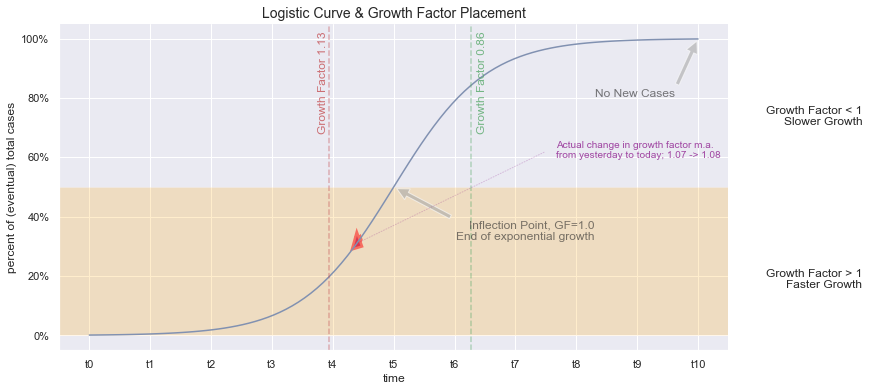 Logistic Curve & Growth Factor Placement
percent of (eventual) total cases
100%
80%
60%
40%
20%
0%
Growth Factor 1.13
Growth Factor 0.86
No New Cases
Actual change in growth factor m.a.
from yesterday to today; 1.07 -> 1.08
Inflection Point, GF=1.0
End of exponential growth
Growth Factor < 1
Slower Growth
Growth Factor > 1
Faster Growth
t0 t1 t2 t3 t4 t5 t6 t7 t8 t9 t10
time